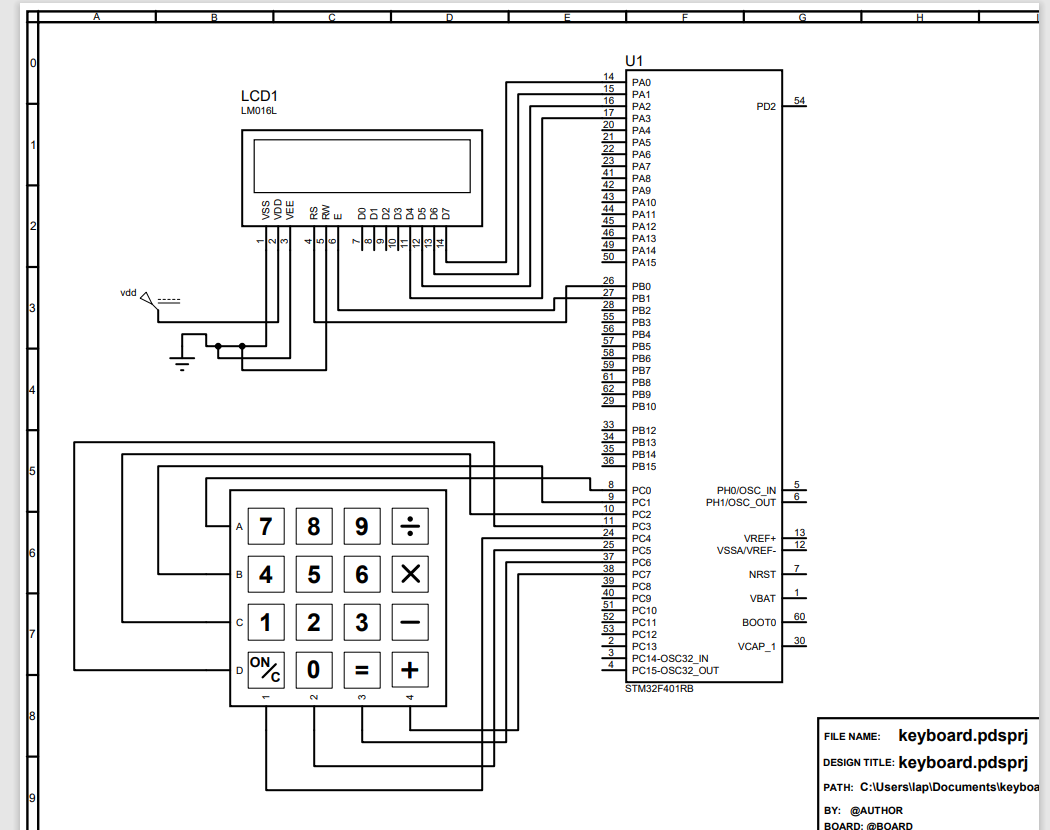 A B C D E F G H
0
1
2
3
4
5
6
7
8
9
LCD1
LM016L
VSS VDD VEE RS RW E D0 D1 D2 D3 D4 D5 D6 D7
1 2 3 4 5 6 7 8 9 10 11 12 13 14
vdd
U1
14 PA0
15 PA1
16 PA2
17 PA3
20 PA4
21 PA5
22 PA6
23 PA7
41 PA8
42 PA9
43 PA10
44 PA11
45 PA12
46 PA13
49 PA14
50 PA15
26 PB0
27 PB1
28 PB2
55 PB3
56 PB4
57 PB5
58 PB6
59 PB7
61 PB8
62 PB9
29 PB10
33 PB12
34 PB13
35 PB14
36 PB15
8 PC0
9 PC1
10 PC2
11 PC3
24 PC4
25 PC5
37 PC6
38 PC7
39 PC8
40 PC9
51 PC10
52 PC11
53 PC12
2 PC13
3 PC14-OSC32_IN
4 PC15-OSC32_OUT
PD2 54
PH0/OSC_IN 5
PH1/OSC_OUT 6
VREF+ 13
VSSA/VREF- 12
NRST 7
VBAT 1
BOOT0 60
VCAP_1 30
STM32F401RB
A 7 8 9 ÷
B 4 5 6 ×
C 1 2 3 −
D ON/C 0 = +
1 2 3 4
FILE NAME: keyboard.pdsprj
DESIGN TITLE: keyboard.pdsprj
PATH: C:\Users\lap\Documents\keyboa
BY: @AUTHOR
BOARD: @BOARD